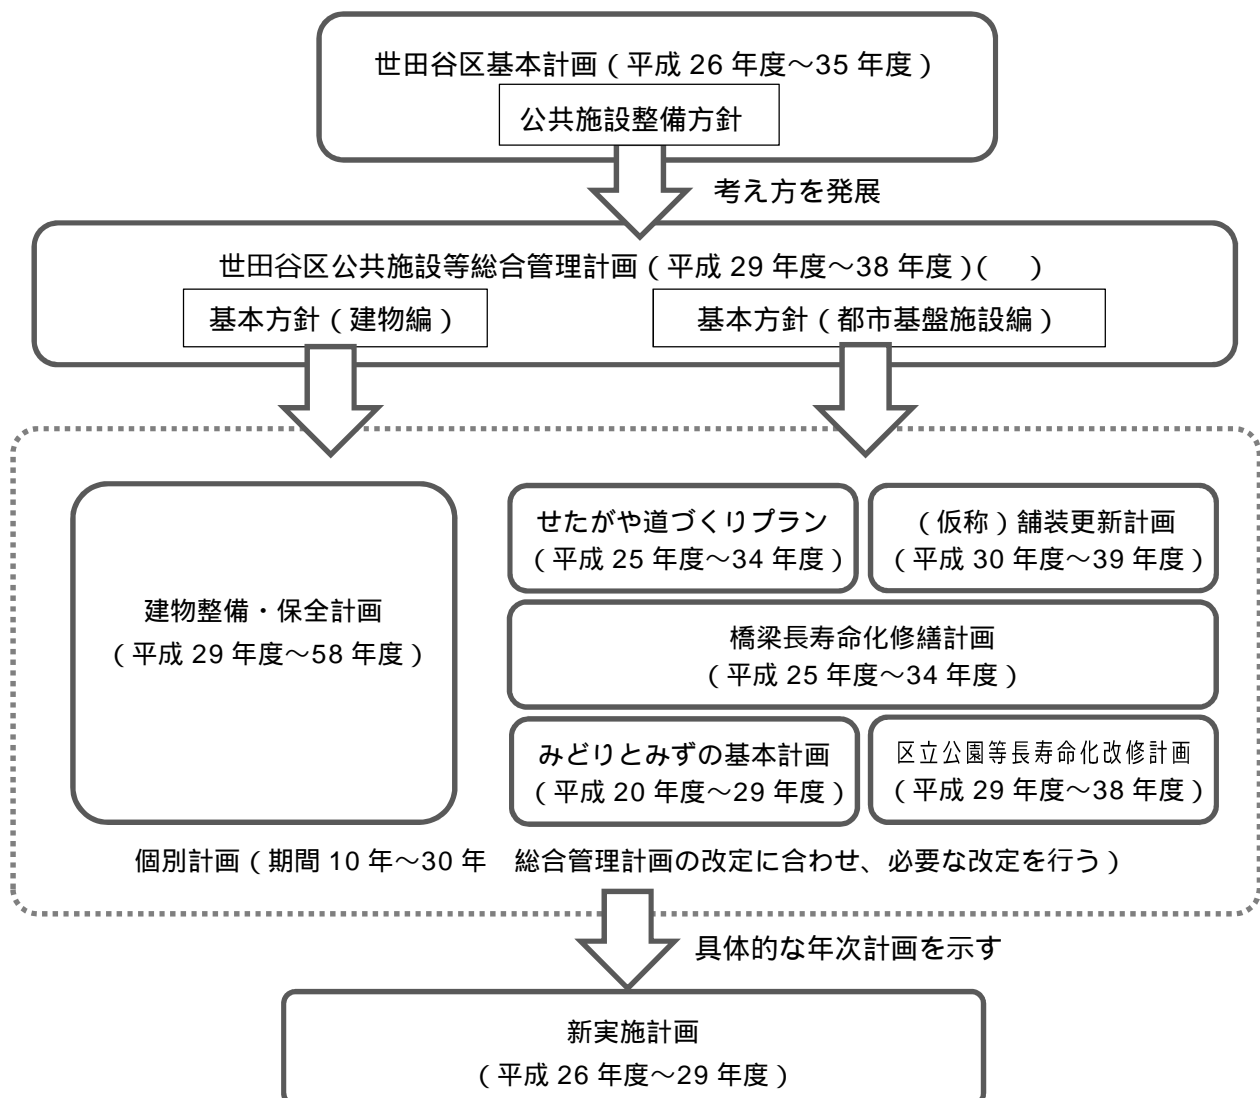 世田谷区基本計画（平成 26 年度～35 年度）
公共施設整備方針
考え方を発展
世田谷区公共施設等総合管理計画（平成 29 年度～38 年度）（　）
基本方針（建物編）
基本方針（都市基盤施設編）
建物整備・保全計画
（平成 29 年度～58 年度）
せたがや道づくりプラン
（平成 25 年度～34 年度）
（仮称）舗装更新計画
（平成 30 年度～39 年度）
橋梁長寿命化修繕計画
（平成 25 年度～34 年度）
みどりとみずの基本計画
（平成 20 年度～29 年度）
区立公園等長寿命化改修計画
（平成 29 年度～38 年度）
個別計画（期間 10 年～30 年　総合管理計画の改定に合わせ、必要な改定を行う）
具体的な年次計画を示す
新実施計画
（平成 26 年度～29 年度）